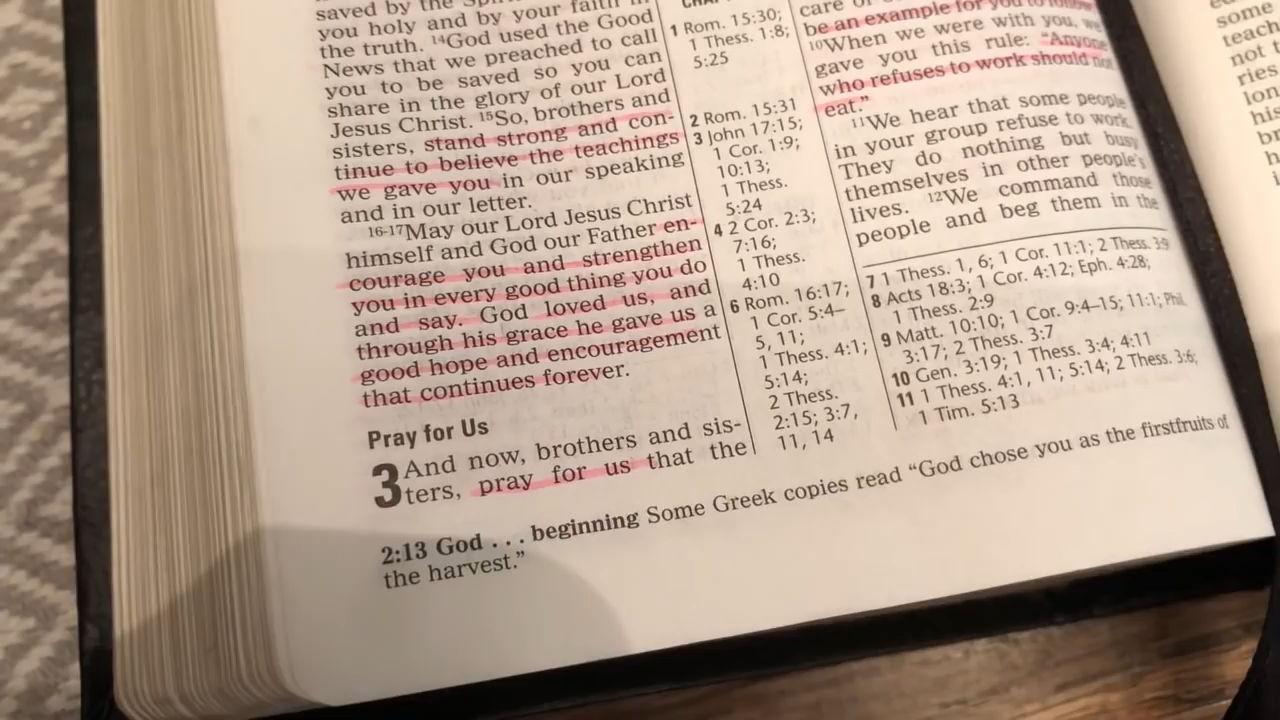 saved by the
you holy and by your faith in
the truth. ¹⁴God used the Good
News that we preached to call
you to be saved so you can
share in the glory of our Lord
Jesus Christ. ¹⁵So, brothers and
sisters, stand strong and con-
tinue to believe the teachings
we gave you in our speaking
and in our letter.
¹⁶⁻¹⁷May our Lord Jesus Christ
himself and God our Father en-
courage you and strengthen
you in every good thing you do
and say. God loved us, and
through his grace he gave us a
good hope and encouragement
that continues forever.
Pray for Us
3 And now, brothers and sis-
ters, pray for us that the
1 Rom. 15:30;
1 Thess. 1:8;
5:25
2 Rom. 15:31
3 John 17:15;
1 Cor. 1:9;
10:13;
1 Thess.
5:24
4 2 Cor. 2:3;
7:16;
1 Thess.
4:10
6 Rom. 16:17;
1 Cor. 5:4–
5, 11;
1 Thess. 4:1;
5:14;
2 Thess.
2:15; 3:7,
11, 14
care
be an example for you to follow.
¹⁰When we were with you, we
gave you this rule: “Anyone
who refuses to work should not
eat.”
¹¹We hear that some people
in your group refuse to work.
They do nothing but busy
themselves in other people's
lives. ¹²We command those
people and beg them in the
7 1 Thess. 1, 6; 1 Cor. 11:1; 2 Thess. 3:9
8 Acts 18:3; 1 Cor. 4:12; Eph. 4:28;
1 Thess. 2:9
9 Matt. 10:10; 1 Cor. 9:4–15; 11:1; Phil.
3:17; 2 Thess. 3:7
10 Gen. 3:19; 1 Thess. 3:4; 4:11
11 1 Thess. 4:1, 11; 5:14; 2 Thess. 3:6;
1 Tim. 5:13
2:13 God . . . beginning Some Greek copies read “God chose you as the firstfruits of
the harvest.”
some
teach
not